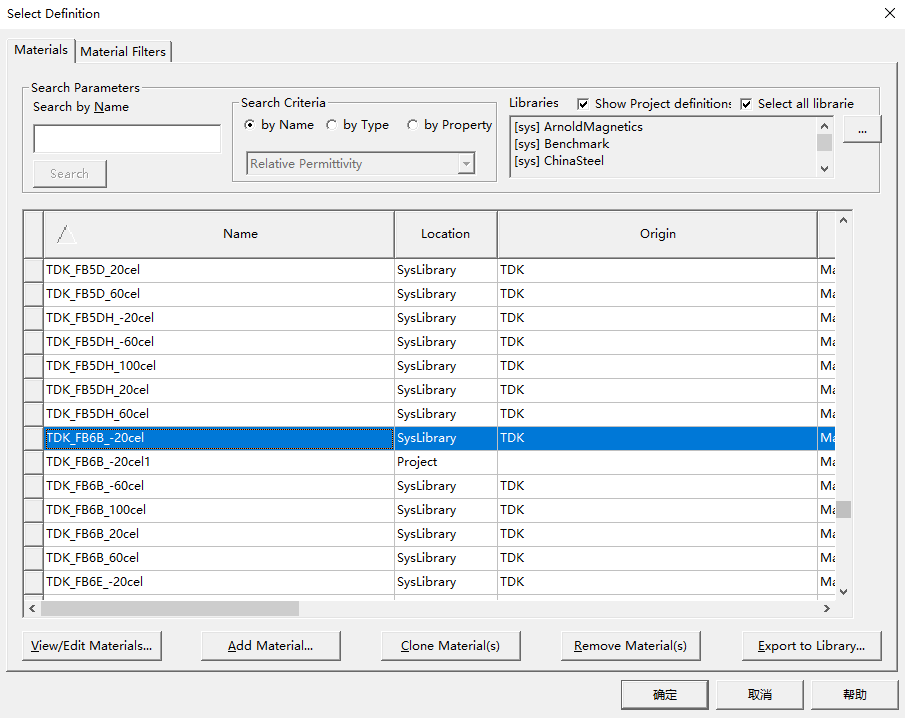 Select Definition
Materials
Material Filters
Search Parameters
Search by Name
Search
Search Criteria
by Name
by Type
by Property
Relative Permittivity
Libraries
Show Project definitions
Select all librarie
[sys] ArnoldMagnetics
[sys] Benchmark
[sys] ChinaSteel
...
Name Location Origin
TDK_FB5D_20cel SysLibrary TDK Ma
TDK_FB5D_60cel SysLibrary TDK Ma
TDK_FB5DH_-20cel SysLibrary TDK Ma
TDK_FB5DH_-60cel SysLibrary TDK Ma
TDK_FB5DH_100cel SysLibrary TDK Ma
TDK_FB5DH_20cel SysLibrary TDK Ma
TDK_FB5DH_60cel SysLibrary TDK Ma
TDK_FB6B_-20cel SysLibrary TDK Ma
TDK_FB6B_-20cel1 Project Ma
TDK_FB6B_-60cel SysLibrary TDK Ma
TDK_FB6B_100cel SysLibrary TDK Ma
TDK_FB6B_20cel SysLibrary TDK Ma
TDK_FB6B_60cel SysLibrary TDK Ma
TDK_FB6E_-20cel SysLibrary TDK Ma
View/Edit Materials... Add Material... Clone Material(s) Remove Material(s) Export to Library...
确定 取消 帮助